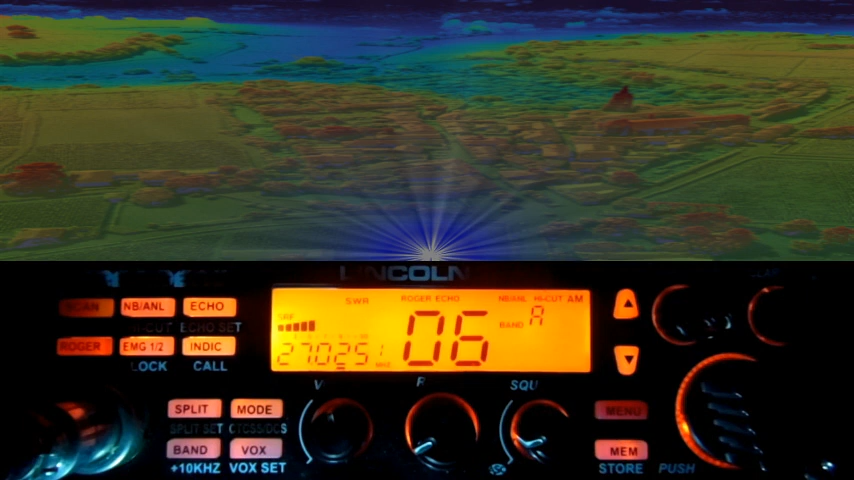 LINCOLN
SCAN NB/ANL ECHO
HI-CUT ECHO SET
ROGER EMG 1/2 INDIC
LOCK CALL
SWR ROGER ECHO NB/ANL HI-CUT AM
BAND A
06
27.025
V R SQU
SPLIT MODE
SPLIT SET CTCSS/DCS
BAND VOX
+10KHZ VOX SET
MENU
MEM
STORE PUSH